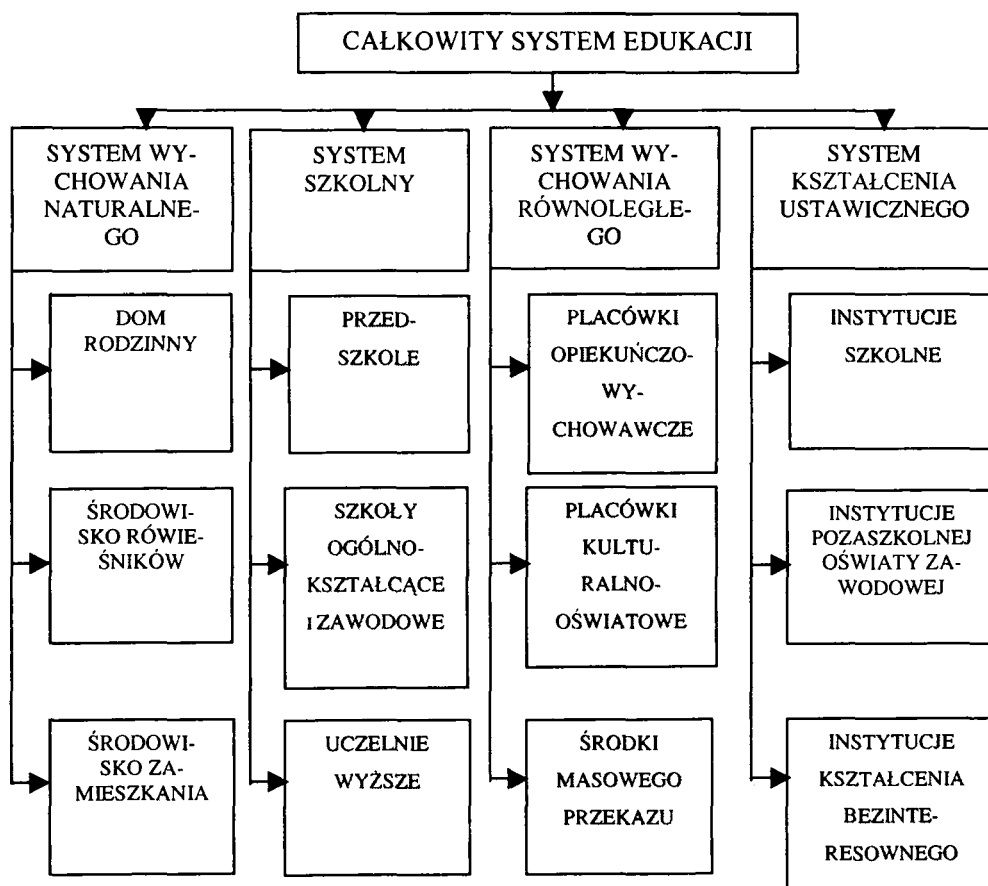 CAŁKOWITY SYSTEM EDUKACJI
SYSTEM WY-
CHOWANIA
NATURALNE-
GO
SYSTEM
SZKOLNY
SYSTEM WY-
CHOWANIA
RÓWNOLEGŁE-
GO
SYSTEM
KSZTAŁCENIA
USTAWICZNEGO
DOM
RODZINNY
PRZED-
SZKOLE
PLACÓWKI
OPIEKUŃCZO-
WY-
CHOWAWCZE
INSTYTUCJE
SZKOLNE
ŚRODOWI-
SKO RÓWIE-
ŚNIKÓW
SZKOŁY
OGÓLNO-
KSZTAŁCĄCE
I ZAWODOWE
PLACÓWKI
KULTU-
RALNO-
OŚWIATOWE
INSTYTUCJE
POZASZKOLNEJ
OŚWIATY ZA-
WODOWEJ
ŚRODOWI-
SKO ZA-
MIESZKANIA
UCZELNIE
WYŻSZE
ŚRODKI
MASOWEGO
PRZEKAZU
INSTYTUCJE
KSZTAŁCENIA
BEZINTE-
RESOWNEGO